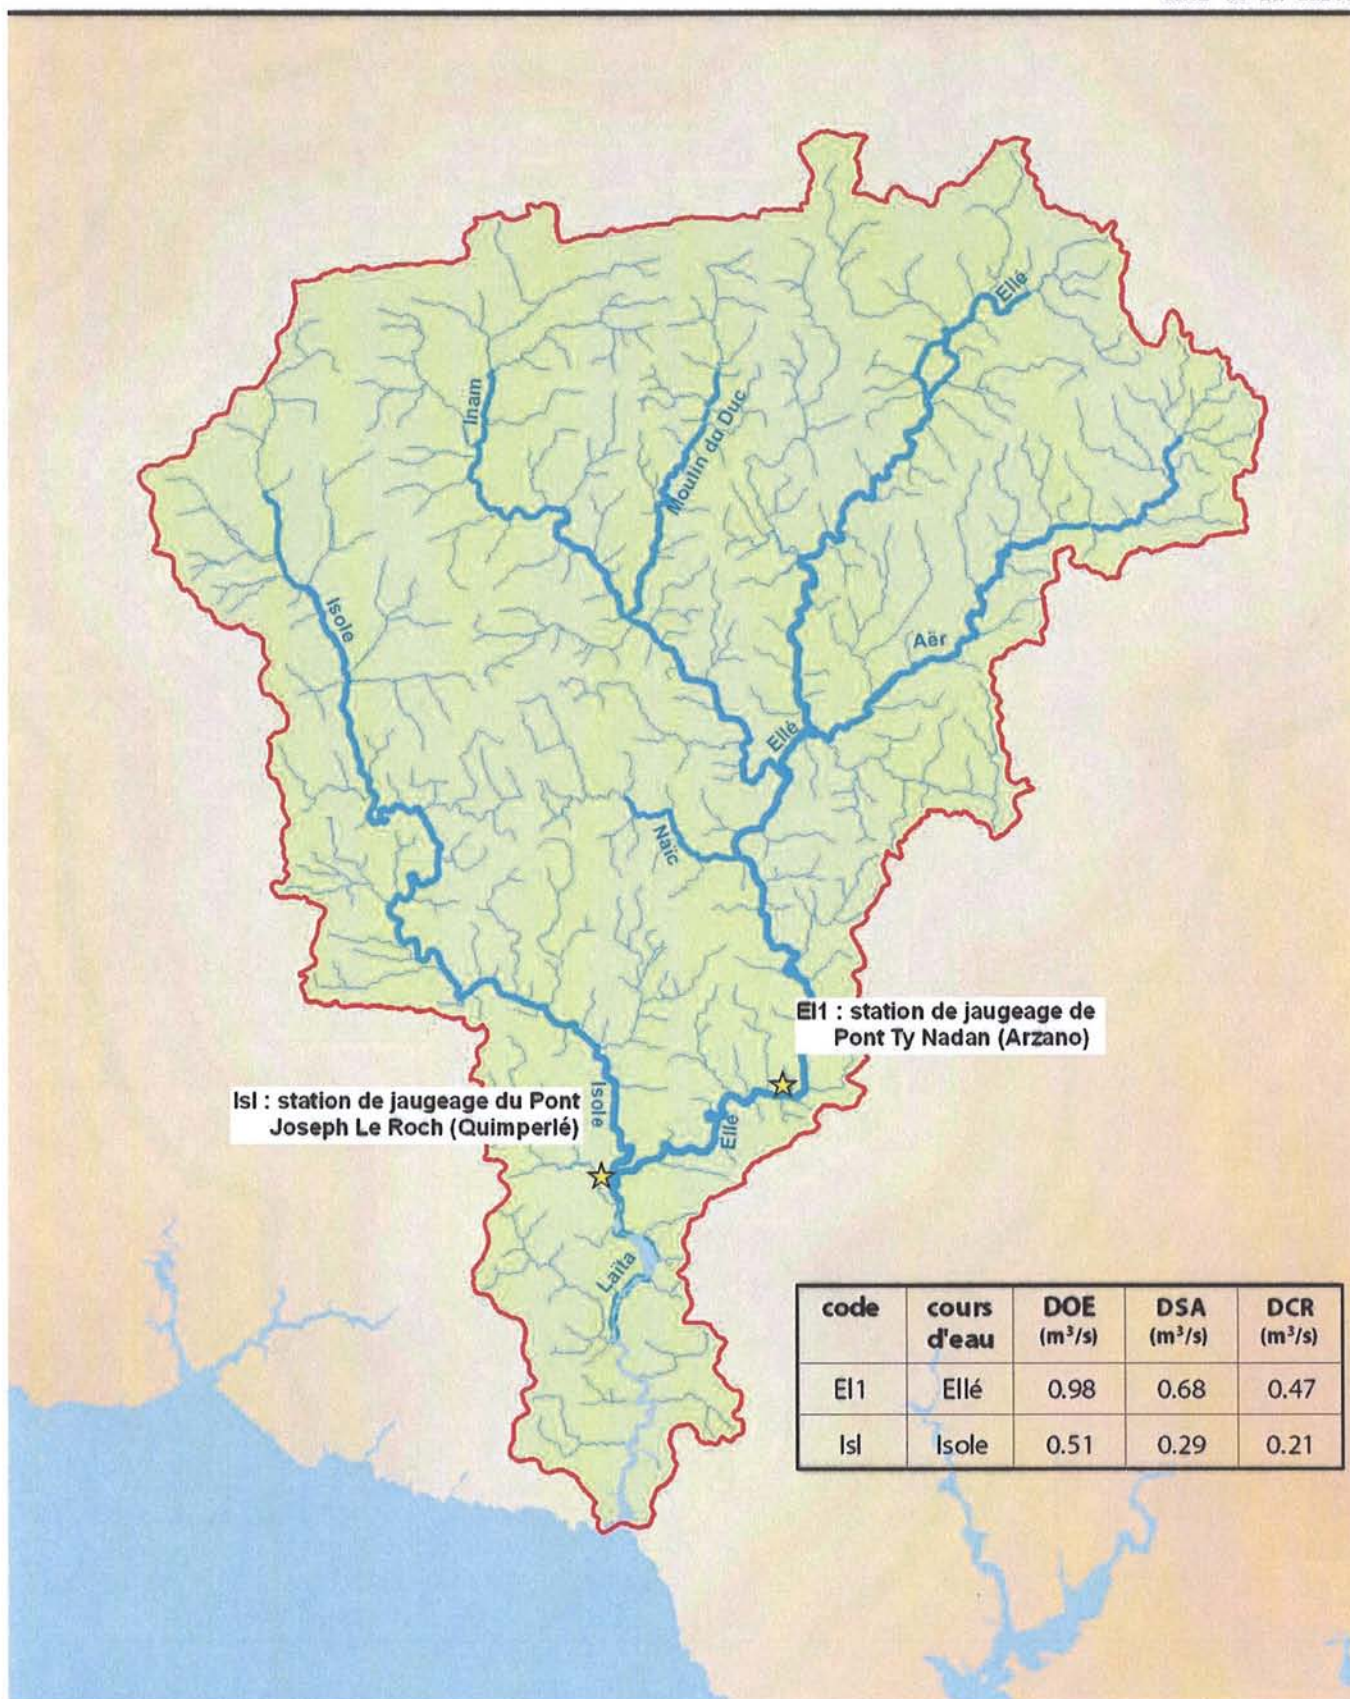 Ellé
Inam
Moulin du Duc
Isole
Aër
Ellé
Naïc
El1 : station de jaugeage de
Pont Ty Nadan (Arzano)
Isl : station de jaugeage du Pont
Joseph Le Roch (Quimperlé)
Isole
Ellé
Laïta
code cours d'eau DOE (m³/s) DSA (m³/s) DCR (m³/s)
El1 Ellé 0.98 0.68 0.47
Isl Isole 0.51 0.29 0.21